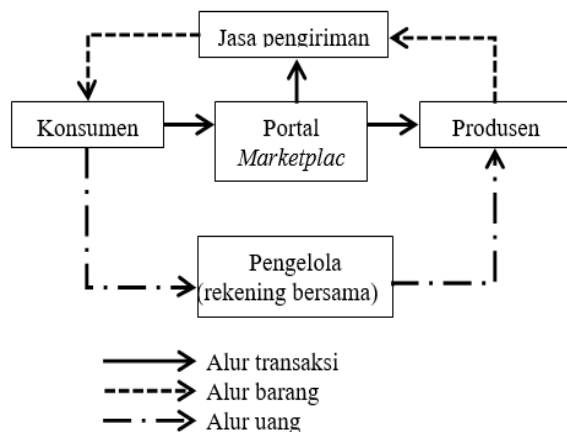 Jasa pengiriman
Konsumen
Portal
Marketplac
Produsen
Pengelola
(rekening bersama)
Alur transaksi
Alur barang
Alur uang